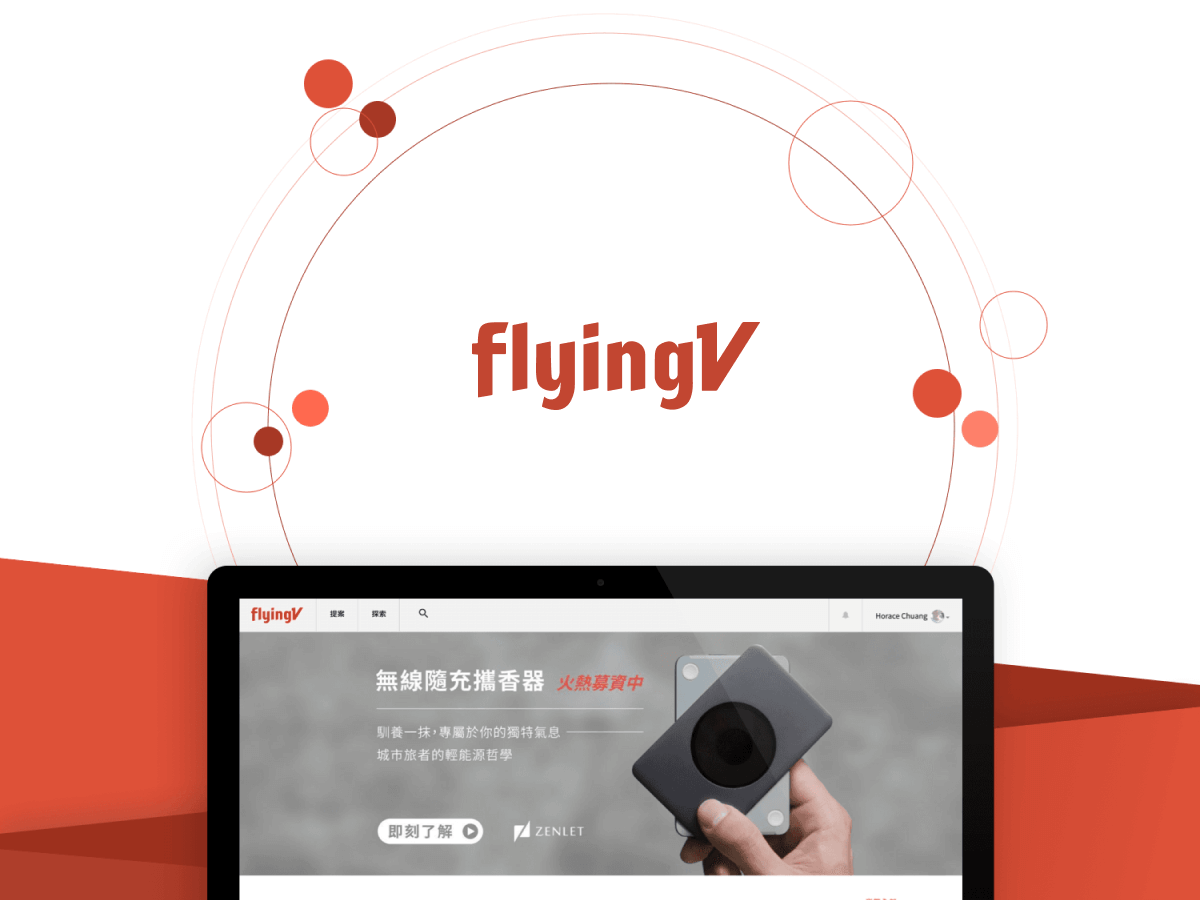 flyingV
flyingV
提案
探索
Horace Chuang
無線隨充攜香器 火熱募資中
馴養一抹，專屬於你的獨特氣息
城市旅者的輕能源哲學
即刻了解
ZENLET